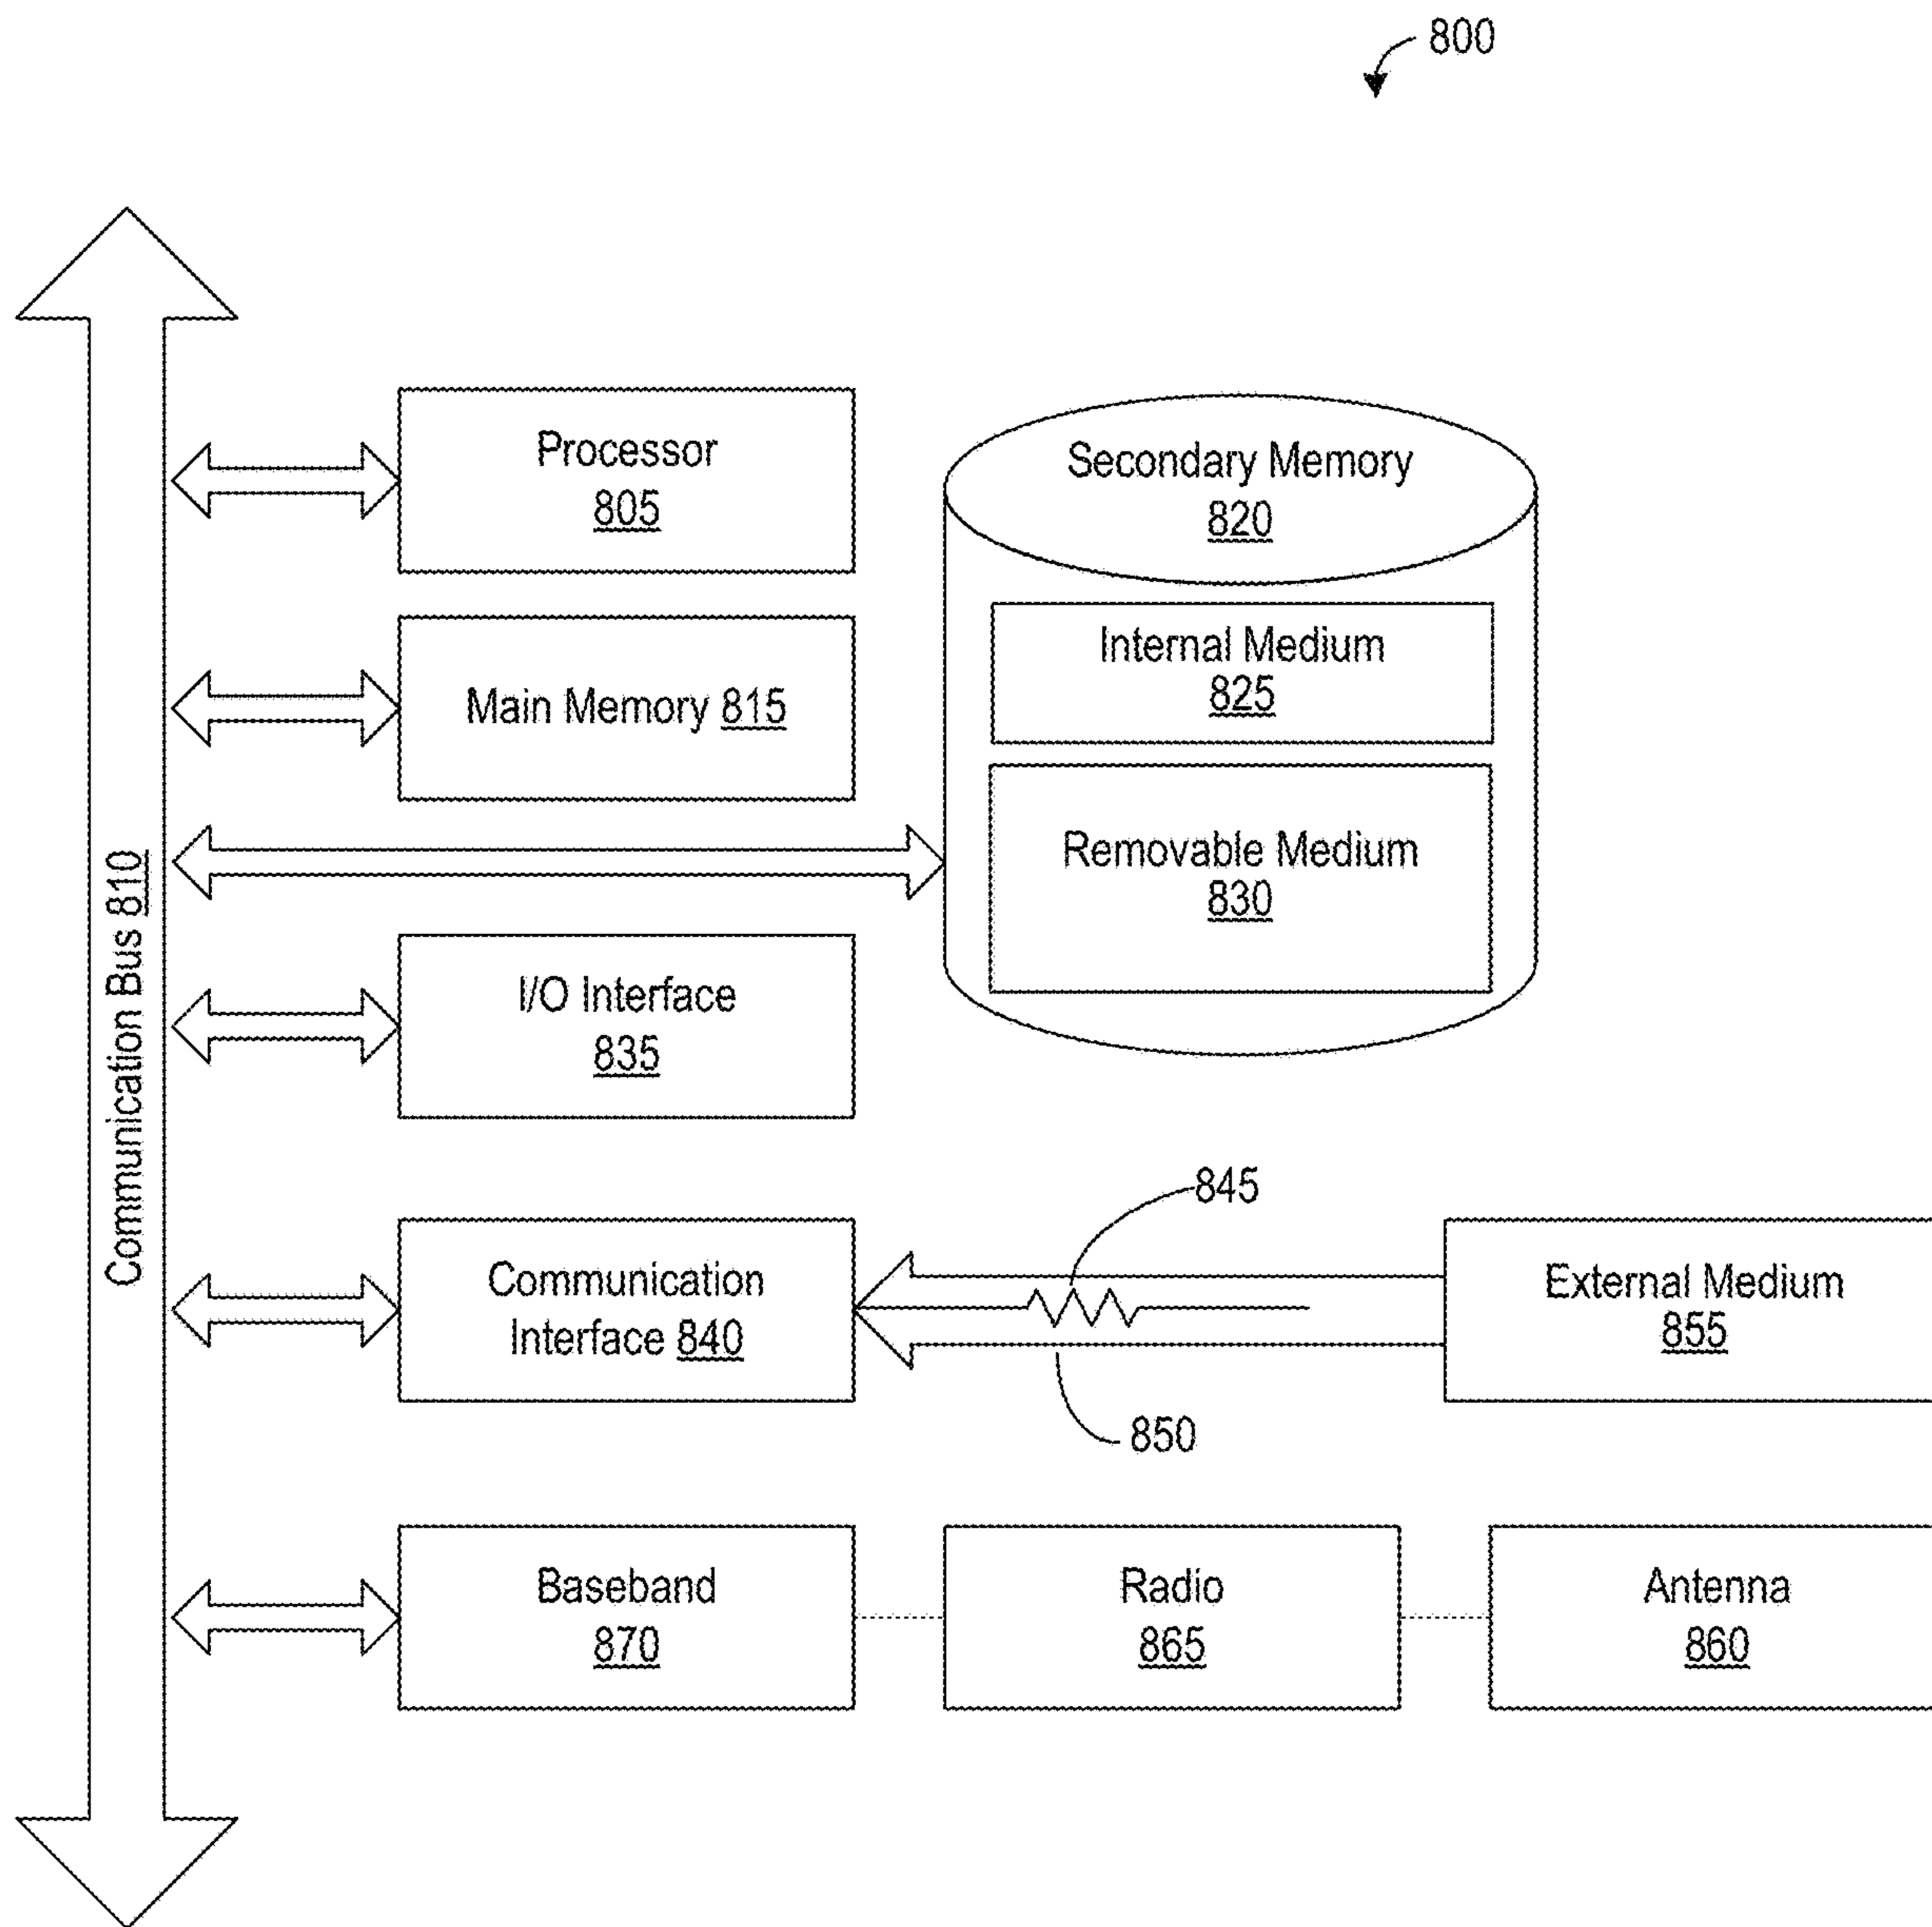 800
Communication Bus 810
Processor
805
Secondary Memory
820
Internal Medium
825
Main Memory 815
Removable Medium
830
I/O Interface
835
845
Communication
Interface 840
External Medium
855
850
Baseband
870
Radio
865
Antenna
860